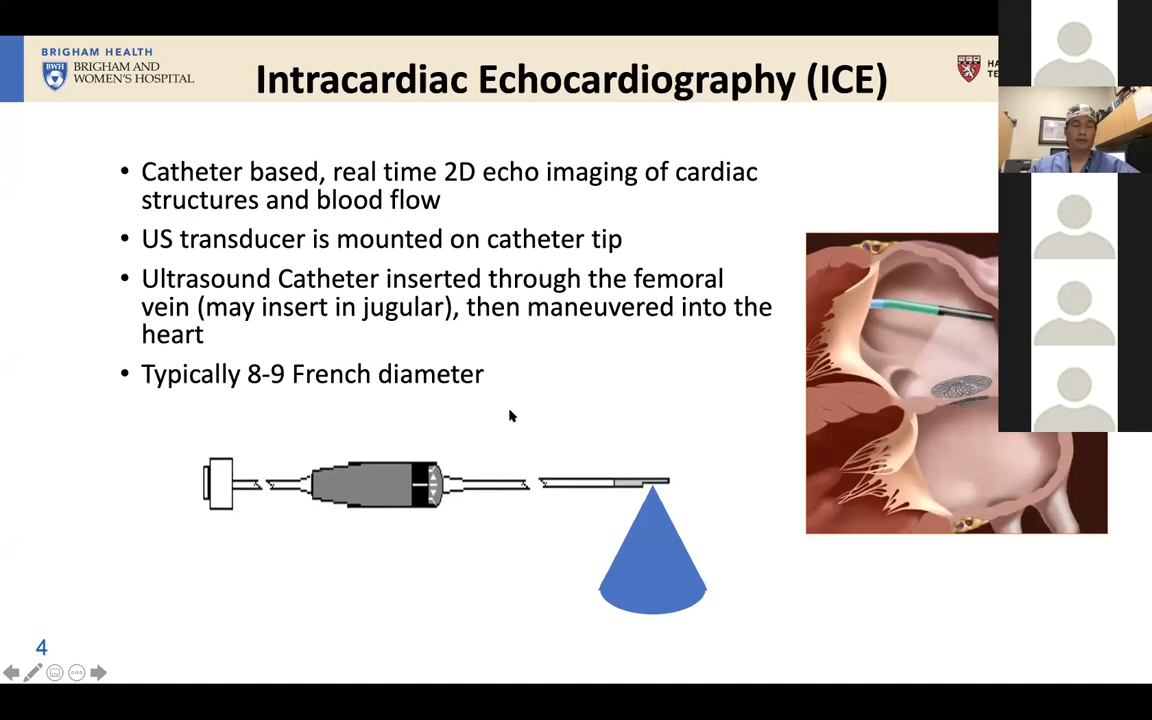 BRIGHAM HEALTH
BRIGHAM AND
WOMEN'S HOSPITAL
Intracardiac Echocardiography (ICE)
• Catheter based, real time 2D echo imaging of cardiac
structures and blood flow
• US transducer is mounted on catheter tip
• Ultrasound Catheter inserted through the femoral
vein (may insert in jugular), then maneuvered into the
heart
• Typically 8-9 French diameter
4